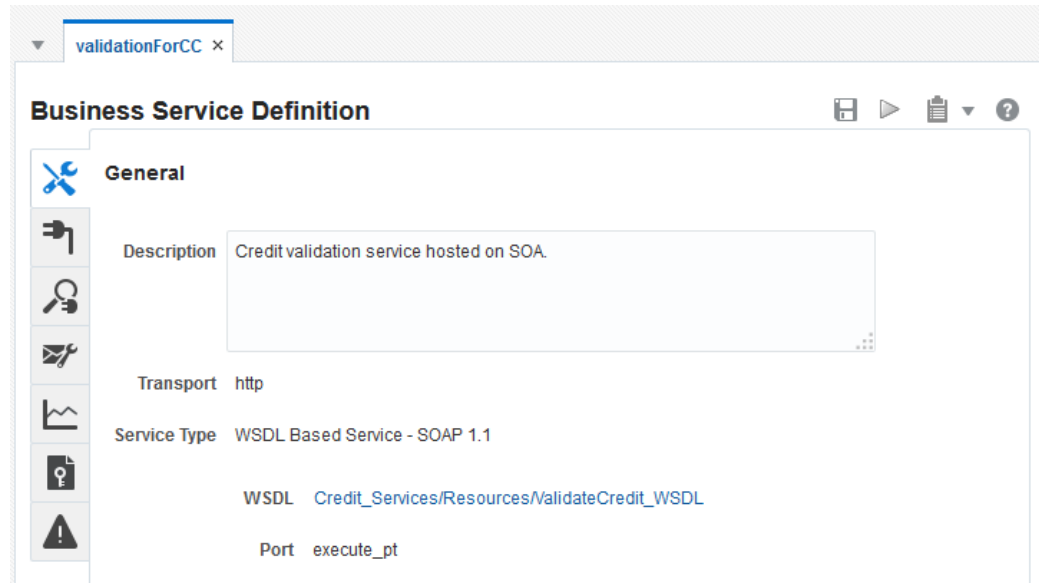 validationForCC ×
Business Service Definition
General
Description Credit validation service hosted on SOA.
Transport http
Service Type WSDL Based Service - SOAP 1.1
WSDL Credit_Services/Resources/ValidateCredit_WSDL
Port execute_pt